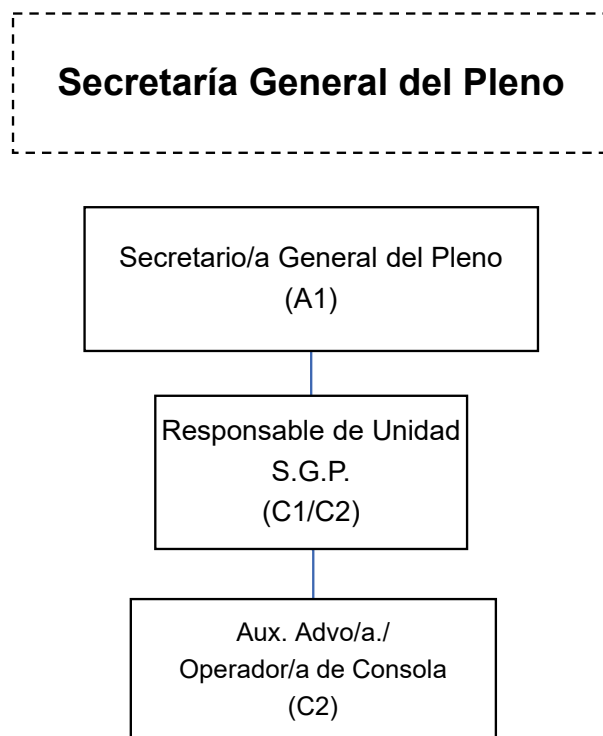 Secretaría General del Pleno
Secretario/a General del Pleno
(A1)
Responsable de Unidad
S.G.P.
(C1/C2)
Aux. Advo/a./
Operador/a de Consola
(C2)